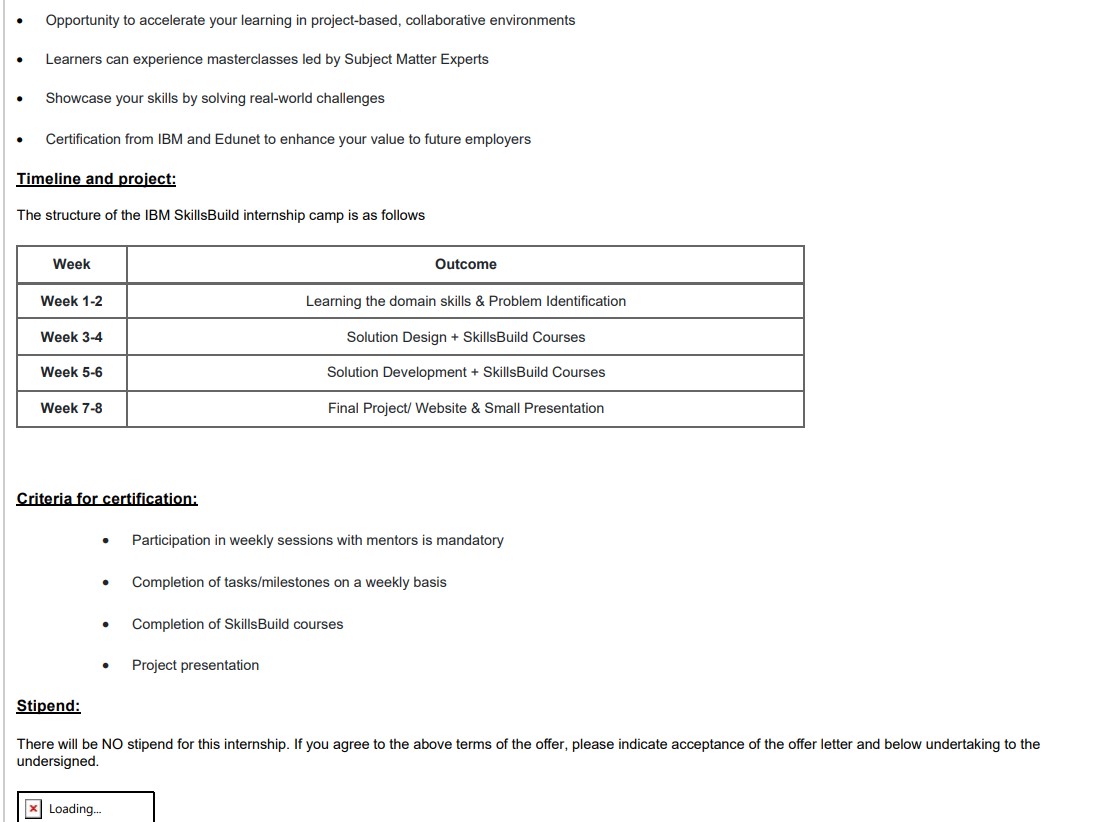 • Opportunity to accelerate your learning in project-based, collaborative environments
• Learners can experience masterclasses led by Subject Matter Experts
• Showcase your skills by solving real-world challenges
• Certification from IBM and Edunet to enhance your value to future employers
Timeline and project:
The structure of the IBM SkillsBuild internship camp is as follows
Week Outcome
Week 1-2 Learning the domain skills & Problem Identification
Week 3-4 Solution Design + SkillsBuild Courses
Week 5-6 Solution Development + SkillsBuild Courses
Week 7-8 Final Project/ Website & Small Presentation
Criteria for certification:
• Participation in weekly sessions with mentors is mandatory
• Completion of tasks/milestones on a weekly basis
• Completion of SkillsBuild courses
• Project presentation
Stipend:
There will be NO stipend for this internship. If you agree to the above terms of the offer, please indicate acceptance of the offer letter and below undertaking to the
undersigned.
Loading...